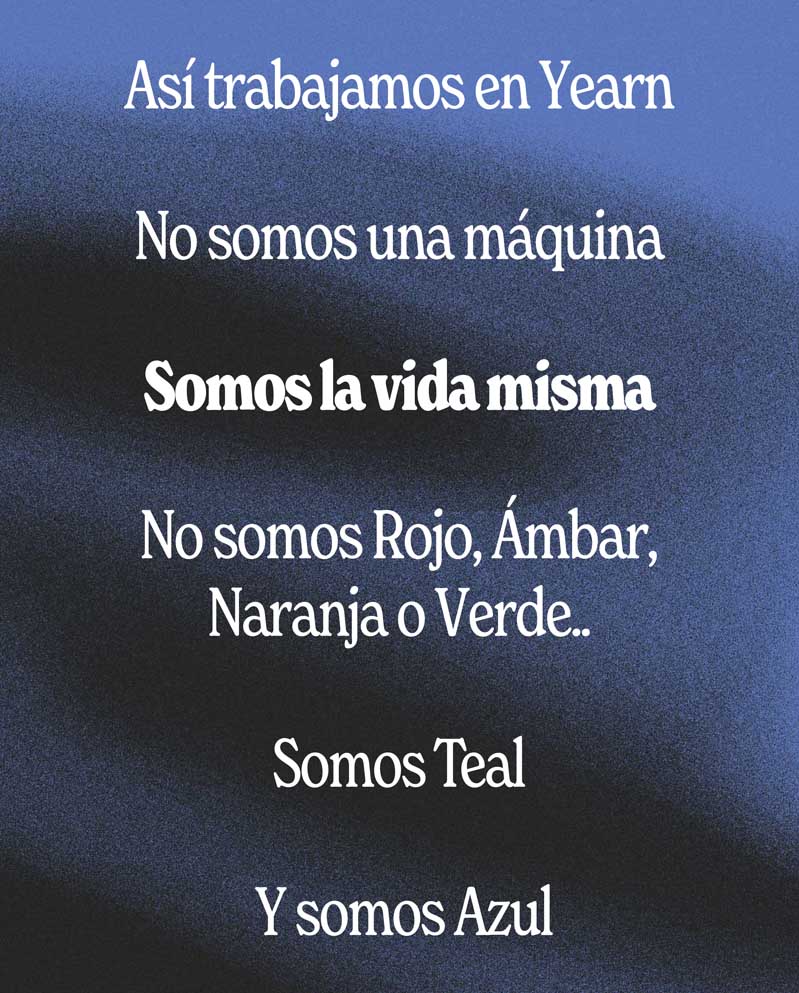 Así trabajamos en Yearn
No somos una máquina
Somos la vida misma
No somos Rojo, Ámbar,
Naranja o Verde..
Somos Teal
Y somos Azul